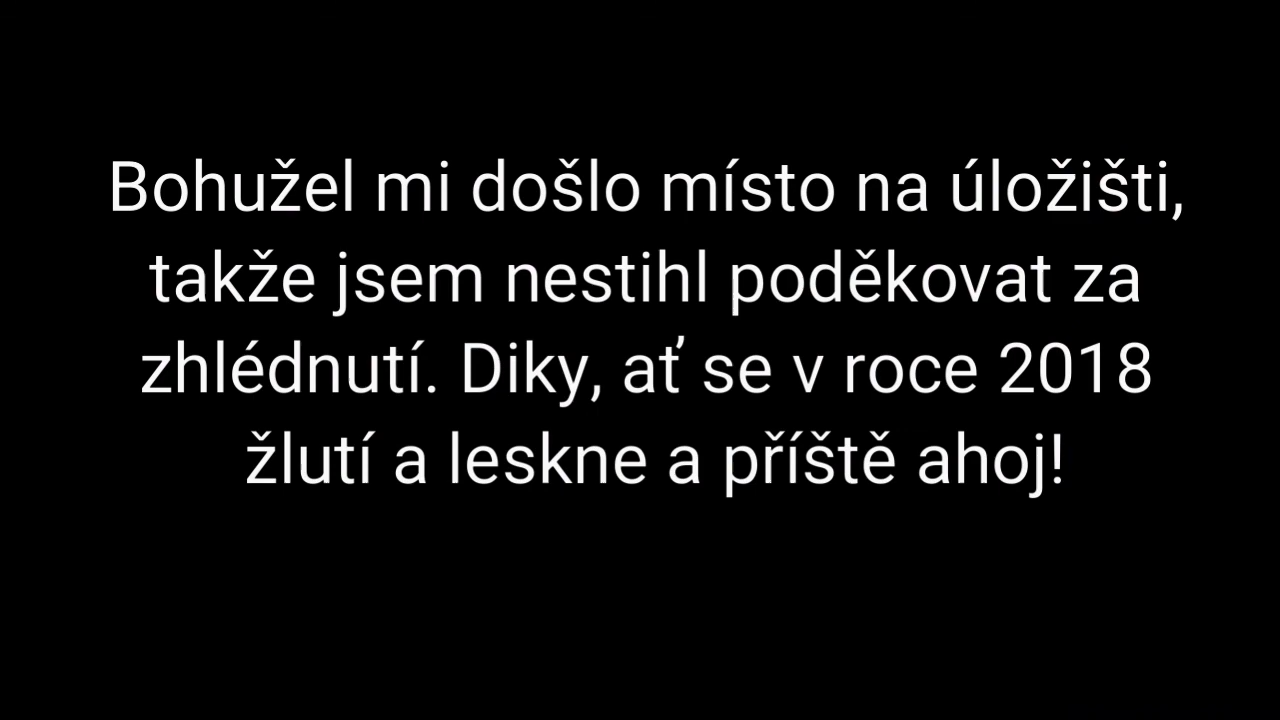 Bohužel mi došlo místo na úložišti,
takže jsem nestihl poděkovat za
zhlédnutí. Diky, ať se v roce 2018
žlutí a leskne a příště ahoj!